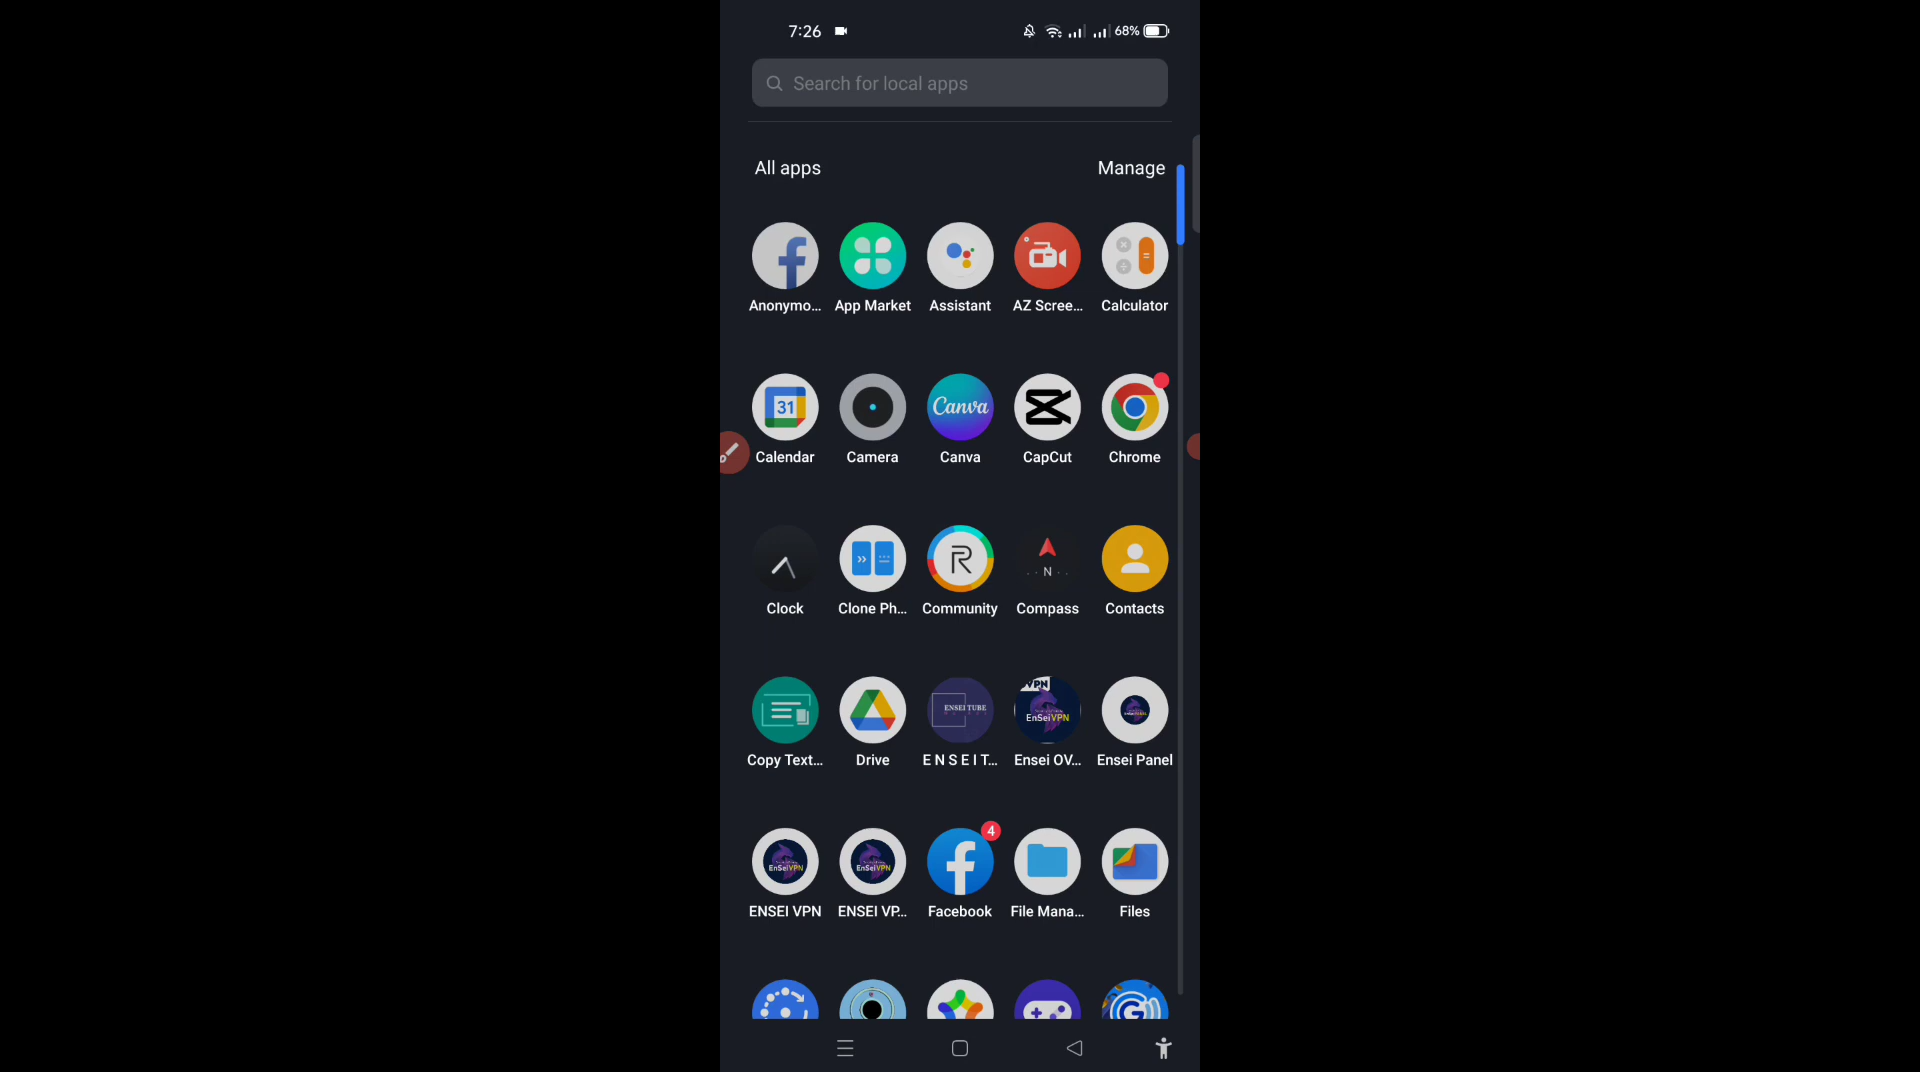 7:26 68%
Search for local apps
All apps Manage
Anonymo... App Market Assistant AZ Scree... Calculator
31 Canva
Calendar Camera Canva CapCut Chrome
N
Clock Clone Ph... Community Compass Contacts
ENSEI TUBE VPN EnSeiVPN
Copy Text... Drive E N S E I T... Ensei OV... Ensei Panel
EnSeiVPN EnSeiVPN 4
ENSEI VPN ENSEI VP... Facebook File Mana... Files
G